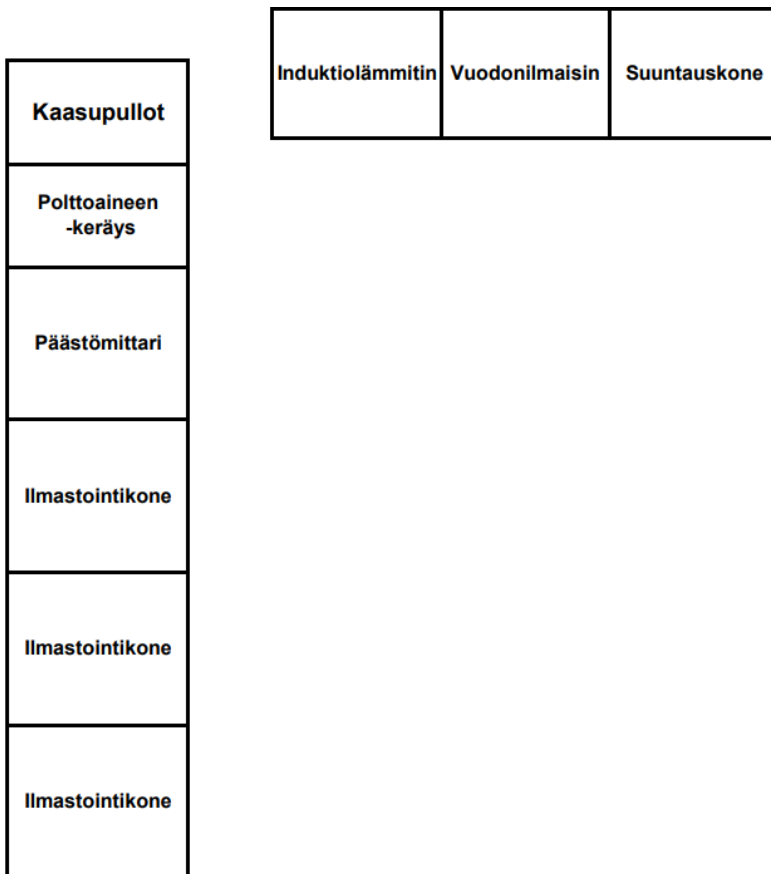 Induktiolämmitin
Vuodonilmaisin
Suuntauskone
Kaasupullot
Polttoaineen
-keräys
Päästömittari
Ilmastointikone
Ilmastointikone
Ilmastointikone